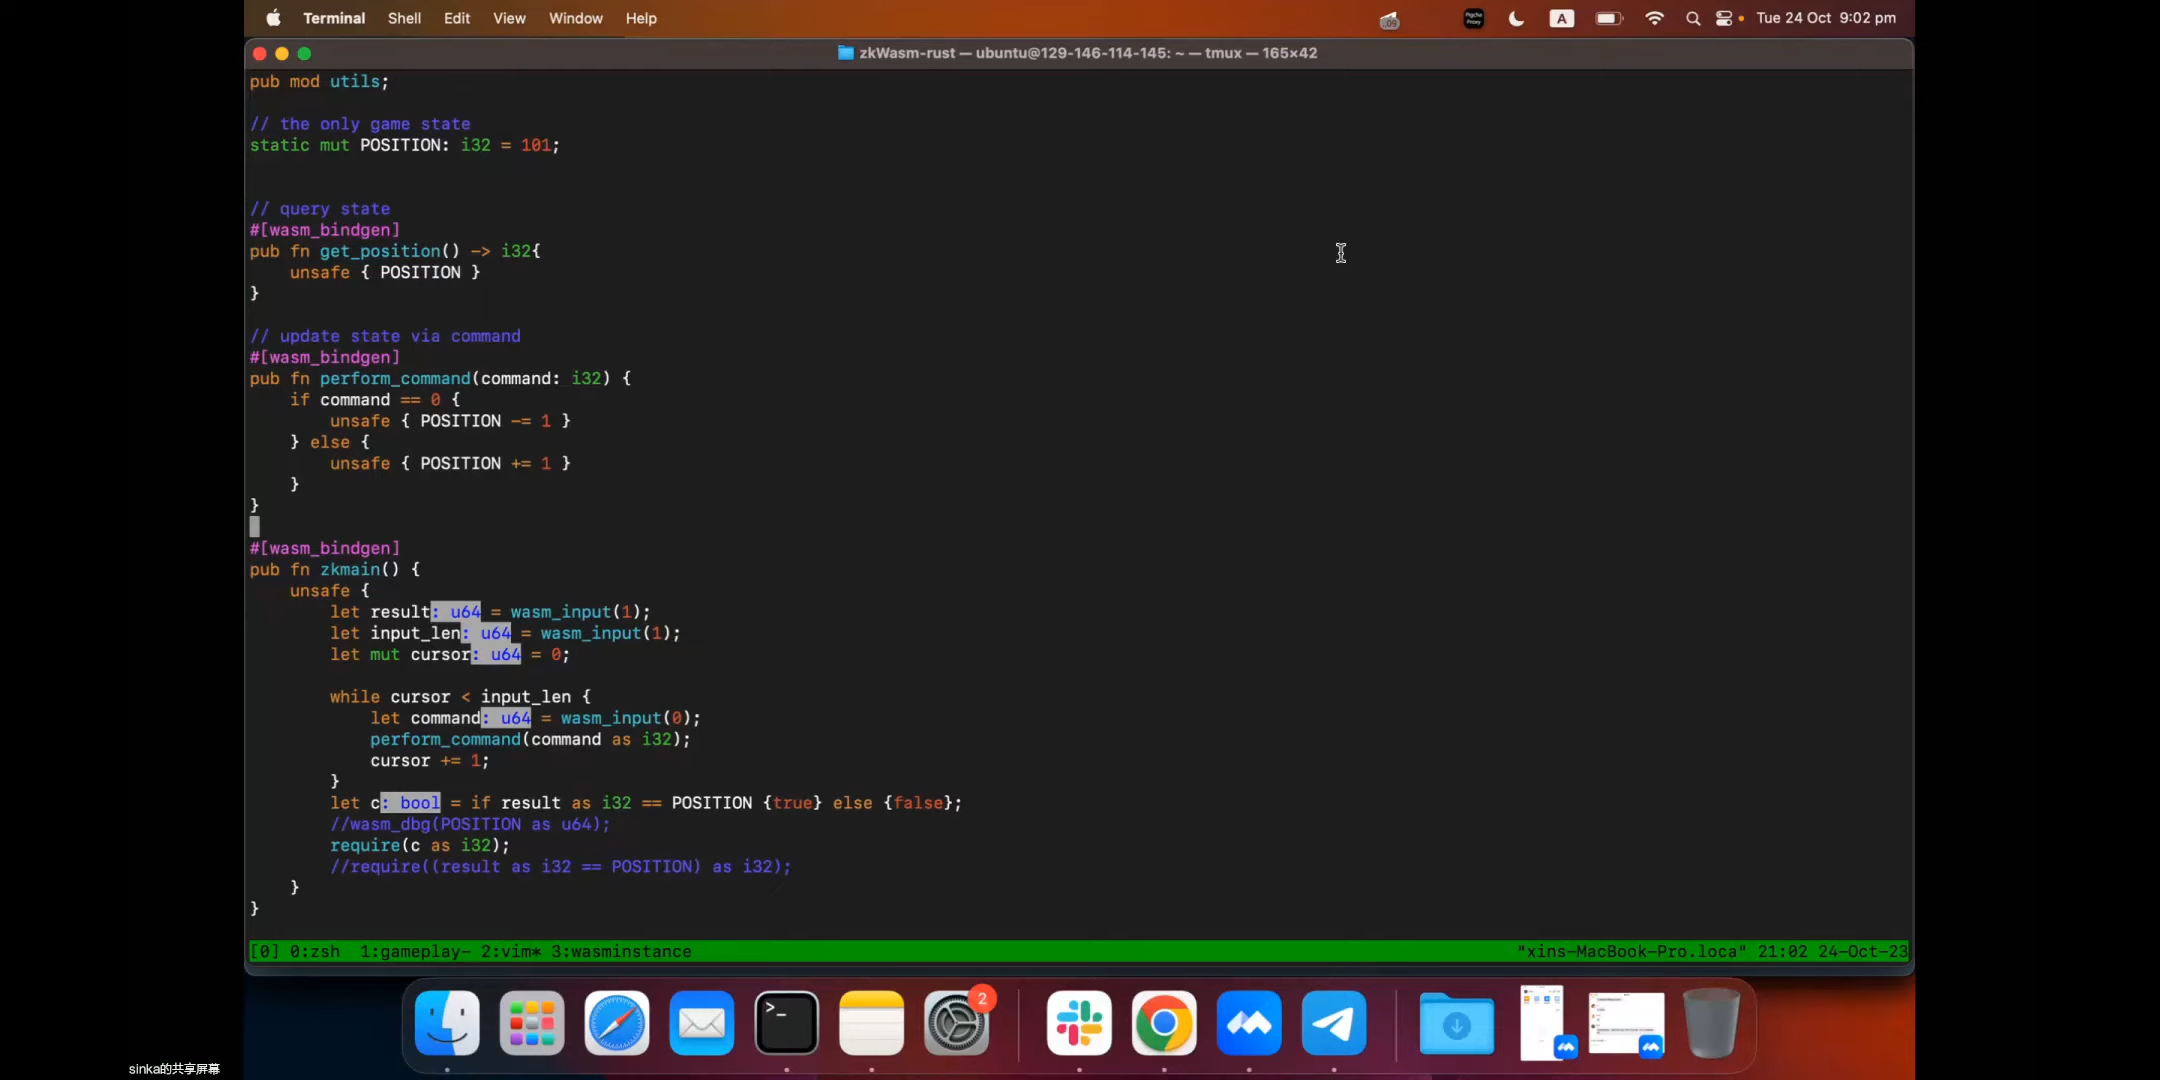 Terminal Shell Edit View Window Help
A
Tue 24 Oct 9:02 pm
zkWasm-rust — ubuntu@129-146-114-145: ~ — tmux — 165×42
pub mod utils;
// the only game state
static mut POSITION: i32 = 101;
// query state
#[wasm_bindgen]
pub fn get_position() -> i32{
    unsafe { POSITION }
}
// update state via command
#[wasm_bindgen]
pub fn perform_command(command: i32) {
    if command == 0 {
        unsafe { POSITION -= 1 }
    } else {
        unsafe { POSITION += 1 }
    }
}
#[wasm_bindgen]
pub fn zkmain() {
    unsafe {
        let result: u64 = wasm_input(1);
        let input_len: u64 = wasm_input(1);
        let mut cursor: u64 = 0;
        while cursor < input_len {
            let command: u64 = wasm_input(0);
            perform_command(command as i32);
            cursor += 1;
        }
        let c: bool = if result as i32 == POSITION {true} else {false};
        //wasm_dbg(POSITION as u64);
        require(c as i32);
        //require((result as i32 == POSITION) as i32);
    }
}
[0] 0:zsh 1:gameplay- 2:vim* 3:wasminstance
"xins-MacBook-Pro.loca" 21:02 24-Oct-23
2
sinka的共享屏幕